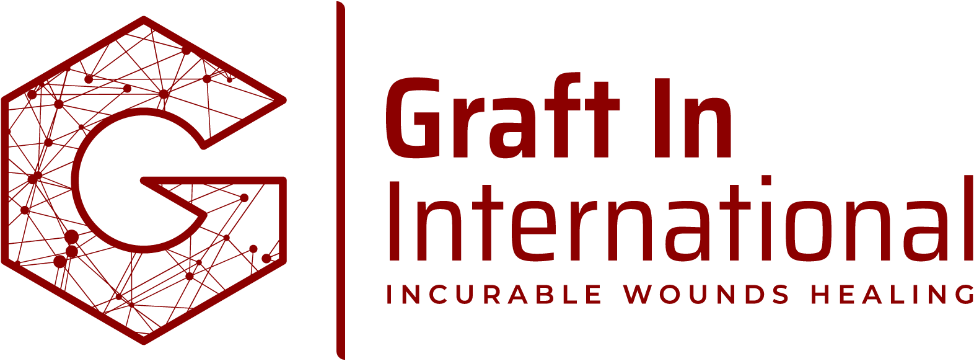 Graft In
International
INCURABLE WOUNDS HEALING